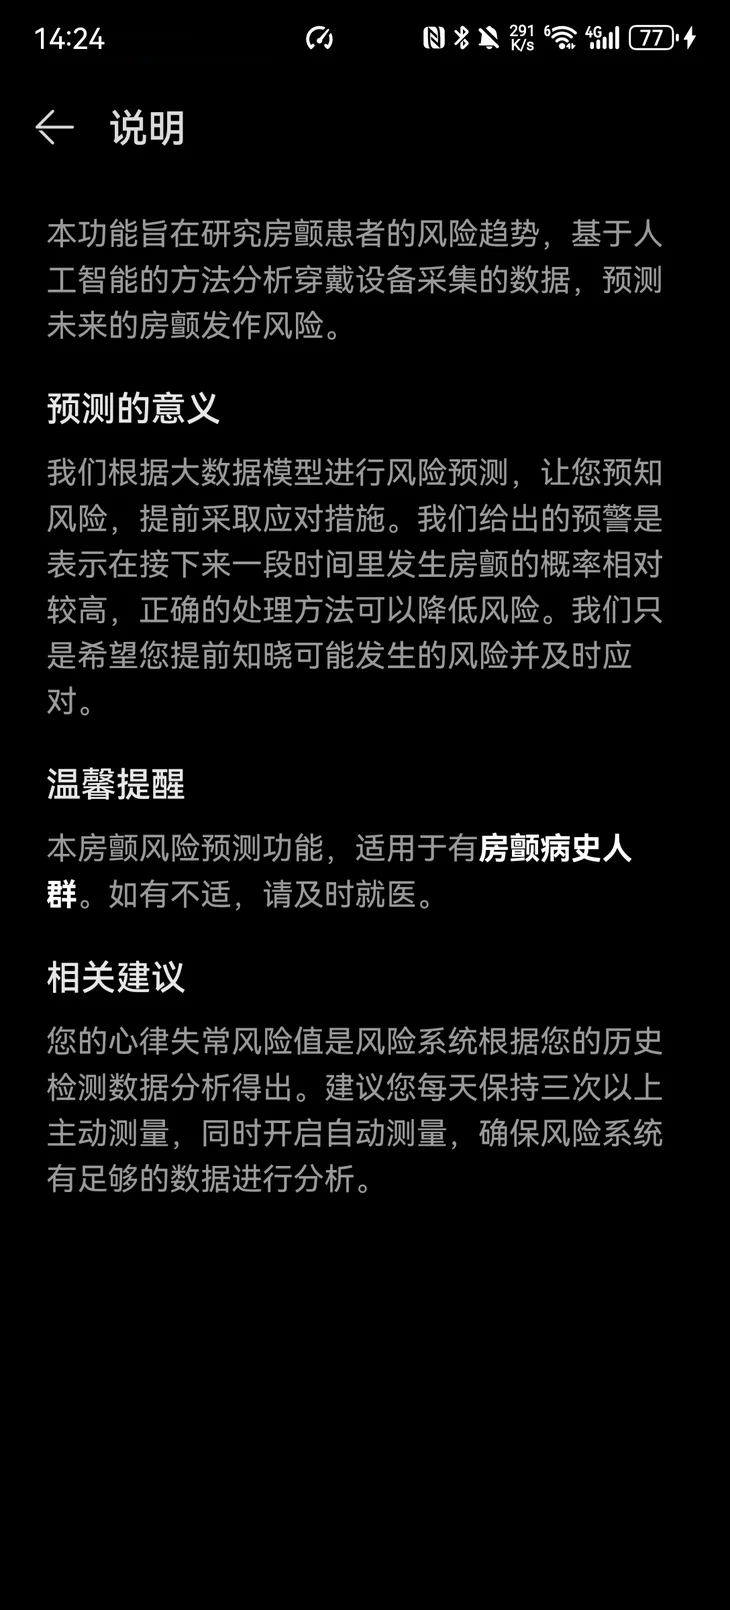 14:24
291 K/s 6 4G 77
说明
本功能旨在研究房颤患者的风险趋势，基于人
工智能的方法分析穿戴设备采集的数据，预测
未来的房颤发作风险。
预测的意义
我们根据大数据模型进行风险预测，让您预知
风险，提前采取应对措施。我们给出的预警是
表示在接下来一段时间里发生房颤的概率相对
较高，正确的处理方法可以降低风险。我们只
是希望您提前知晓可能发生的风险并及时应
对。
温馨提醒
本房颤风险预测功能，适用于有房颤病史人
群。如有不适，请及时就医。
相关建议
您的心律失常风险值是风险系统根据您的历史
检测数据分析得出。建议您每天保持三次以上
主动测量，同时开启自动测量，确保风险系统
有足够的数据进行分析。